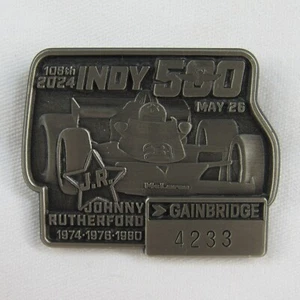 108th
2024 INDY 500
MAY 26
McLaren
J.R.
JOHNNY
RUTHERFORD
1974·1976·1980
GAINBRIDGE
4233